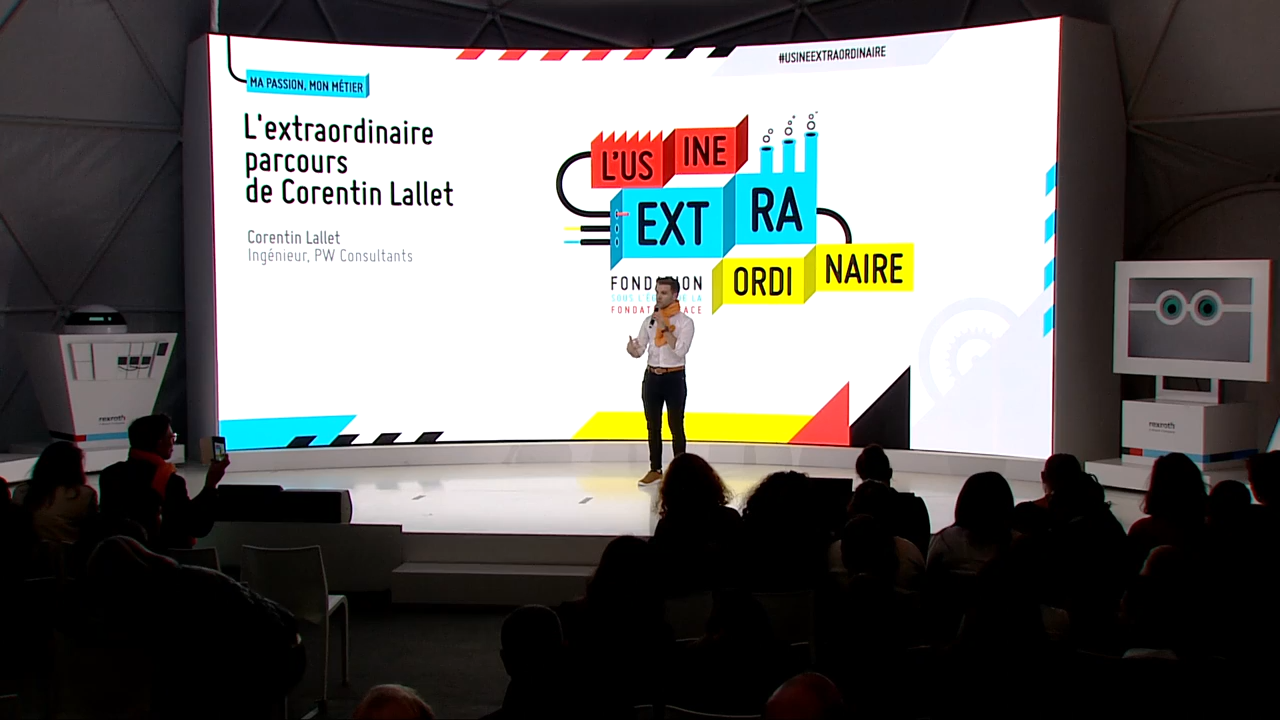 #USINEEXTRAORDINAIRE
MA PASSION, MON MÉTIER
L'extraordinaire
parcours
de Corentin Lallet
Corentin Lallet
Ingénieur, PW Consultants
L'US INE
EXT RA
ORDI NAIRE
rexroth
rexroth